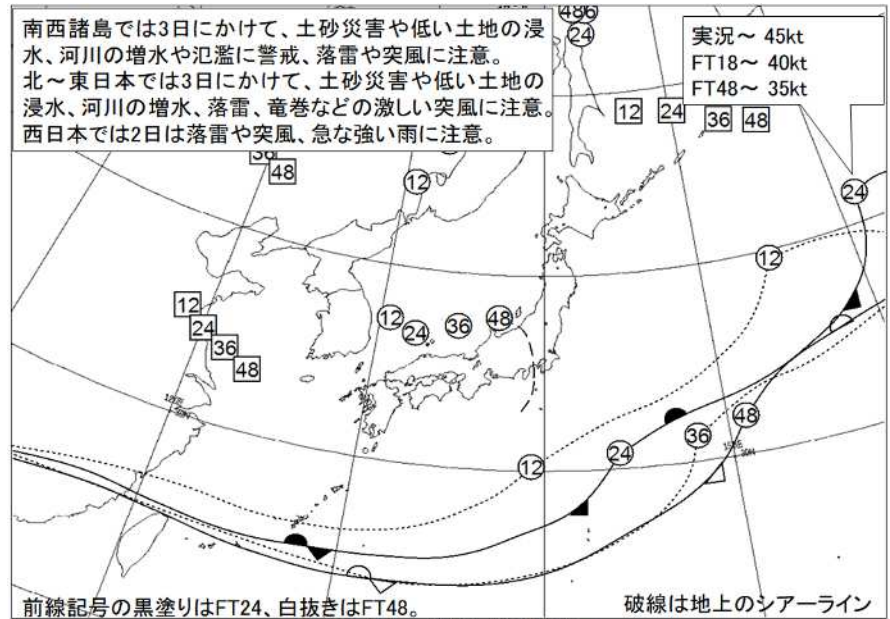 南西諸島では3日にかけて、土砂災害や低い土地の浸
水、河川の増水や氾濫に警戒、落雷や突風に注意。
北～東日本では3日にかけて、土砂災害や低い土地の
浸水、河川の増水、落雷、竜巻などの激しい突風に注意。
西日本では2日は落雷や突風、急な強い雨に注意。
実況～ 45kt
FT18～ 40kt
FT48～ 35kt
24
12
24
36
48
36
48
12
24
12
12
24
36
48
12
24
36
48
48
36
24
12
前線記号の黒塗りはFT24、白抜きはFT48。
破線は地上のシアーライン